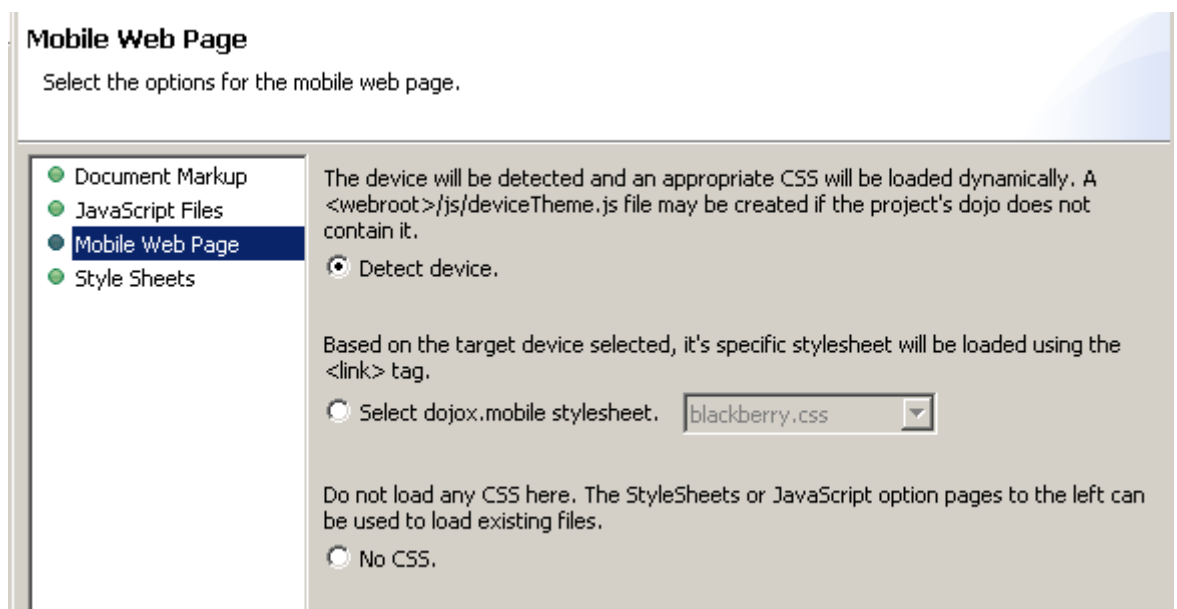 Mobile Web Page
Select the options for the mobile web page.
Document Markup
JavaScript Files
Mobile Web Page
Style Sheets
The device will be detected and an appropriate CSS will be loaded dynamically. A
<webroot>/js/deviceTheme.js file may be created if the project's dojo does not
contain it.
Detect device.
Based on the target device selected, it's specific stylesheet will be loaded using the
<link> tag.
Select dojox.mobile stylesheet. blackberry.css
Do not load any CSS here. The StyleSheets or JavaScript option pages to the left can
be used to load existing files.
No CSS.